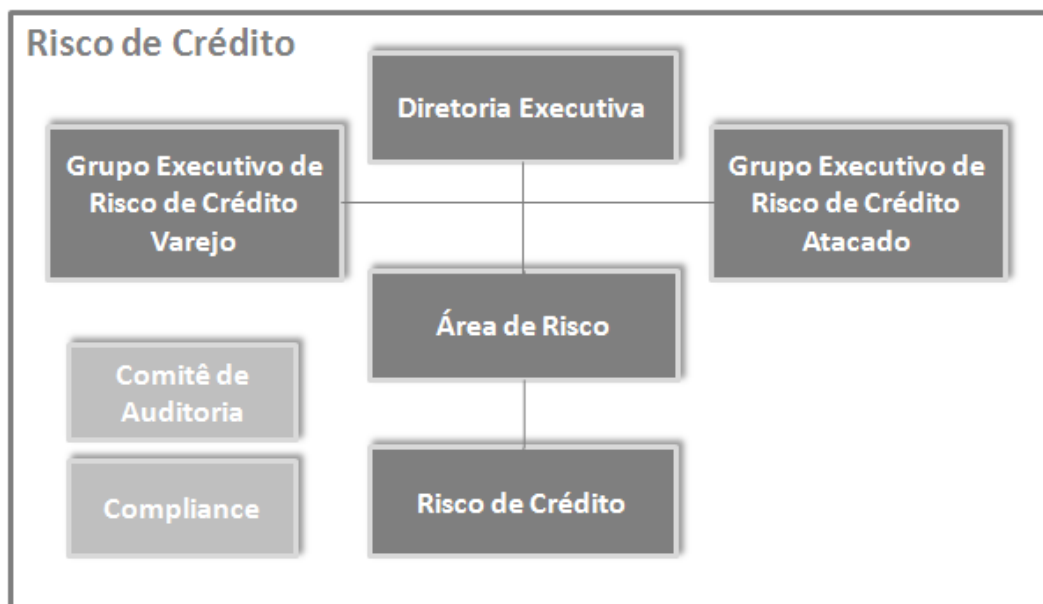 Risco de Crédito
Diretoria Executiva
Grupo Executivo de
Risco de Crédito
Varejo
Grupo Executivo de
Risco de Crédito
Atacado
Área de Risco
Comitê de
Auditoria
Compliance
Risco de Crédito